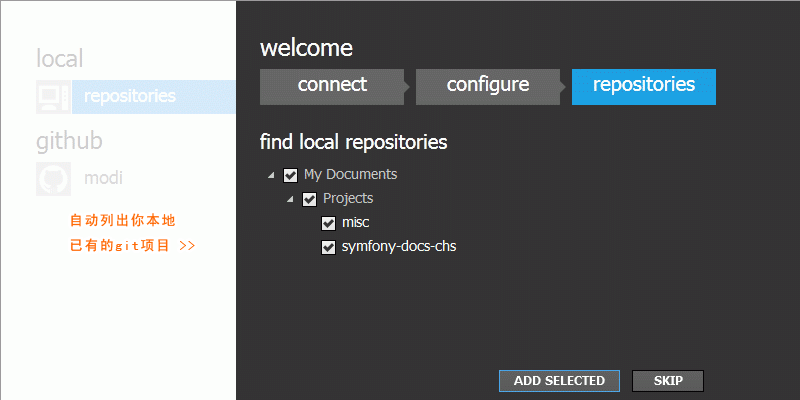 local
repositories
github
modi
自动列出你本地
已有的git项目 >>
welcome
connect
configure
repositories
find local repositories
My Documents
Projects
misc
symfony-docs-chs
ADD SELECTED
SKIP